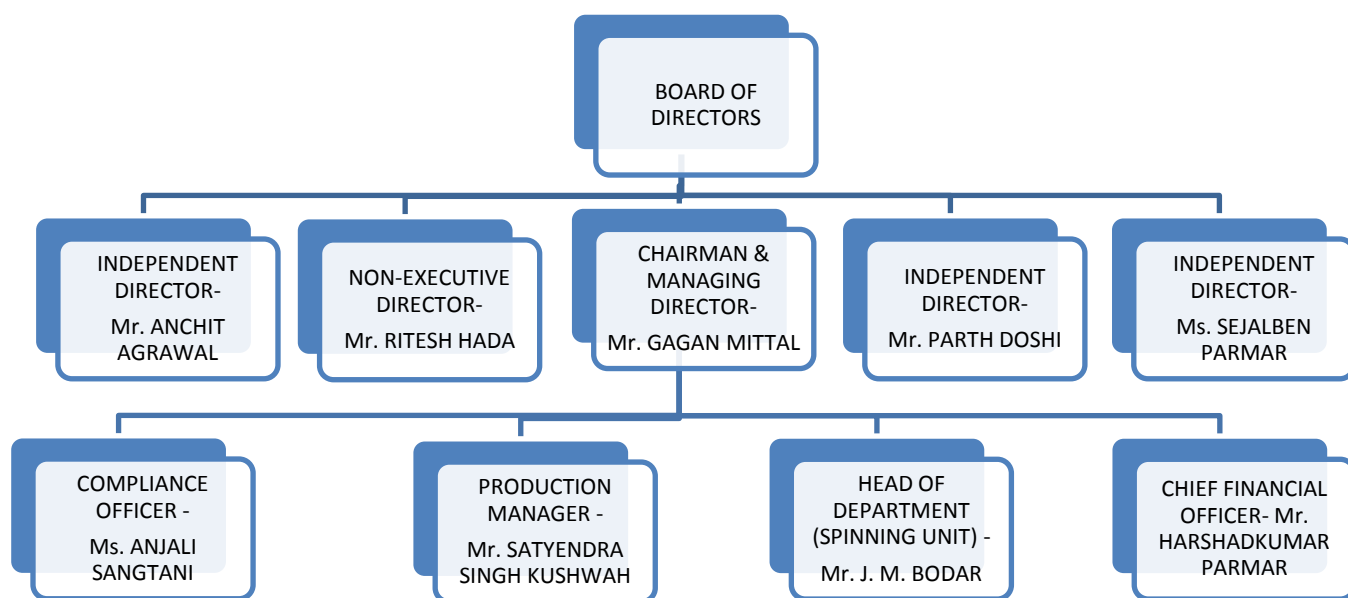 BOARD OF
DIRECTORS
INDEPENDENT
DIRECTOR-
Mr. ANCHIT
AGRAWAL
NON-EXECUTIVE
DIRECTOR-
Mr. RITESH HADA
CHAIRMAN &
MANAGING
DIRECTOR-
Mr. GAGAN MITTAL
INDEPENDENT
DIRECTOR-
Mr. PARTH DOSHI
INDEPENDENT
DIRECTOR-
Ms. SEJALBEN
PARMAR
COMPLIANCE
OFFICER -
Ms. ANJALI
SANGTANI
PRODUCTION
MANAGER -
Mr. SATYENDRA
SINGH KUSHWAH
HEAD OF
DEPARTMENT
(SPINNING UNIT) -
Mr. J. M. BODAR
CHIEF FINANCIAL
OFFICER- Mr.
HARSHADKUMAR
PARMAR